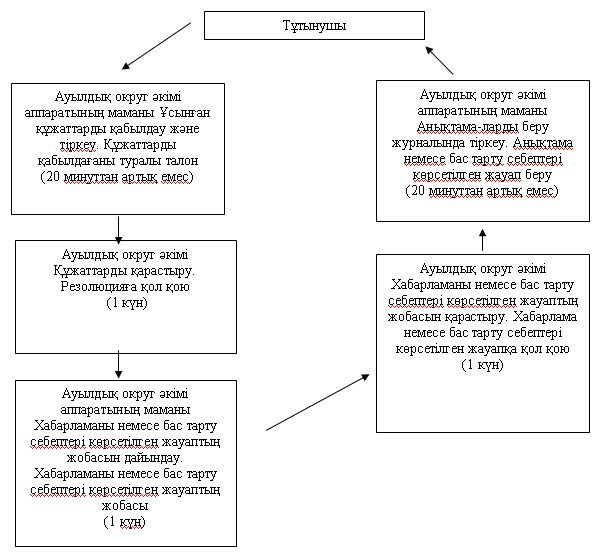 Тұтынушы
Ауылдық округ әкімі
аппаратының маманы Ұсынған
құжаттарды қабылдау және
тіркеу. Құжаттарды
қабылдағаны туралы талон
(20 минуттан артық емес)
Ауылдық округ әкімі
Құжаттарды қарастыру.
Резолюцияға қол қою
(1 күн)
Ауылдық округ әкімі
аппаратының маманы
Хабарламаны немесе бас тарту
себептері көрсетілген жауаптың
жобасын дайындау.
Хабарламаны немесе бас тарту
себептері көрсетілген жауаптың
жобасы
(1 күн)
Ауылдық округ әкімі
Хабарламаны немесе бас тарту
себептері көрсетілген жауаптың
жобасын қарастыру. Хабарлама
немесе бас тарту себептері
көрсетілген жауапқа қол қою
(1 күн)
Ауылдық округ әкімі
аппаратының маманы
Анықтама-ларды беру
журналында тіркеу. Анықтама
немесе бас тарту себептері
көрсетілген жауап беру
(20 минуттан артық емес)